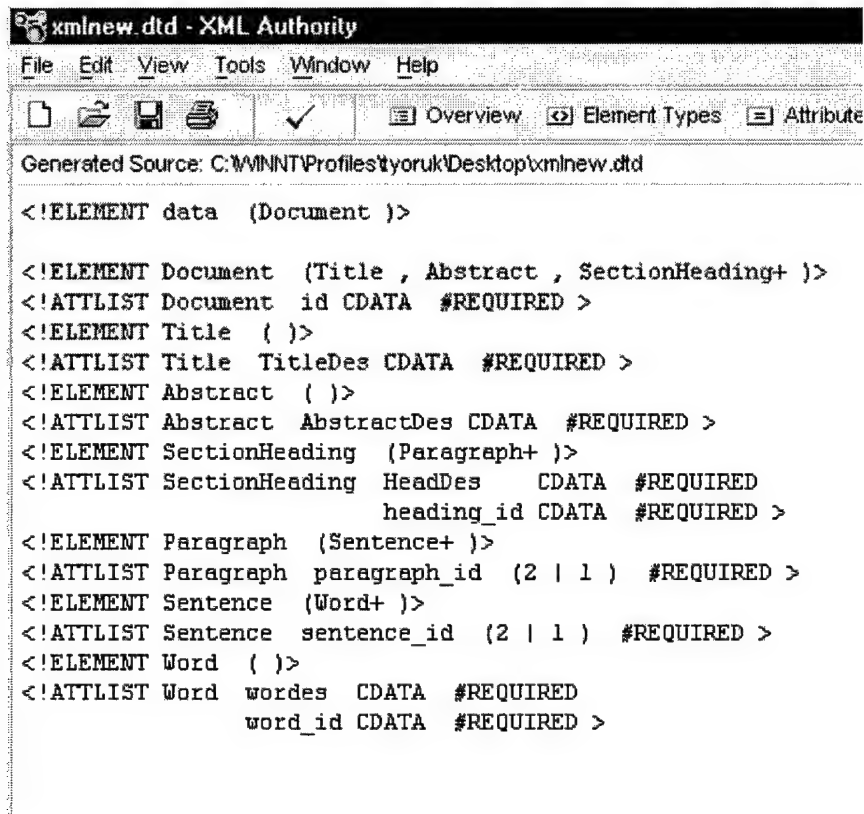 xmlnew.dtd - XML Authority
File Edit View Tools Window Help
Overview Element Types Attribute
Generated Source: C:\WINNT\Profiles\tyoruk\Desktop\xmlnew.dtd
<!ELEMENT data (Document )>
<!ELEMENT Document (Title , Abstract , SectionHeading+ )>
<!ATTLIST Document id CDATA #REQUIRED >
<!ELEMENT Title ( )>
<!ATTLIST Title TitleDes CDATA #REQUIRED >
<!ELEMENT Abstract ( )>
<!ATTLIST Abstract AbstractDes CDATA #REQUIRED >
<!ELEMENT SectionHeading (Paragraph+ )>
<!ATTLIST SectionHeading HeadDes CDATA #REQUIRED
heading_id CDATA #REQUIRED >
<!ELEMENT Paragraph (Sentence+ )>
<!ATTLIST Paragraph paragraph_id (2 | 1 ) #REQUIRED >
<!ELEMENT Sentence (Word+ )>
<!ATTLIST Sentence sentence_id (2 | 1 ) #REQUIRED >
<!ELEMENT Word ( )>
<!ATTLIST Word wordes CDATA #REQUIRED
word_id CDATA #REQUIRED >